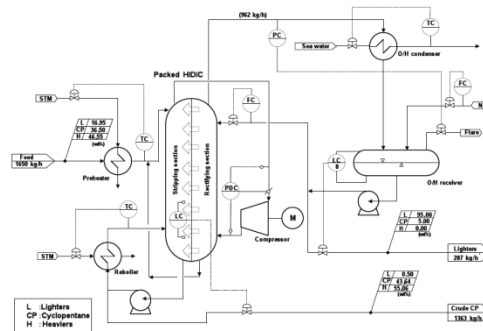 (962 kg/h)
PC
TC
Sea water
O/H condenser
Packed HIDiC
FC
FC
N
STM
L 16.95
CP 36.50
H 46.55
(wt%)
TC
Flare
Feed
1650 kg/h
Preheater
Stripping section
Rectifying section
LC
PDC
LC
O/H receiver
M
Compressor
L 95.00
CP 5.00
H 0.00
(wt%)
TC
STM
Reboiler
Lighters
287 kg/h
L 0.50
CP 43.64
H 55.86
(wt%)
L :Lighters
CP :Cyclopentane
H :Heaviers
Crude CP
1363 kg/h